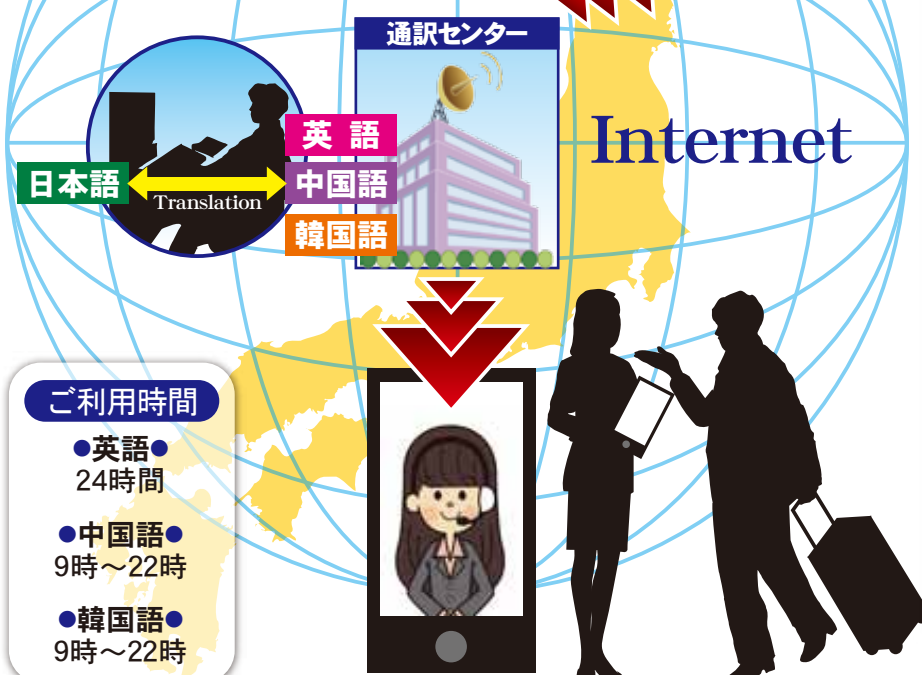 通訳センター
Internet
英語
日本語
中国語
Translation
韓国語
ご利用時間
●英語●
24時間
●中国語●
9時～22時
●韓国語●
9時～22時